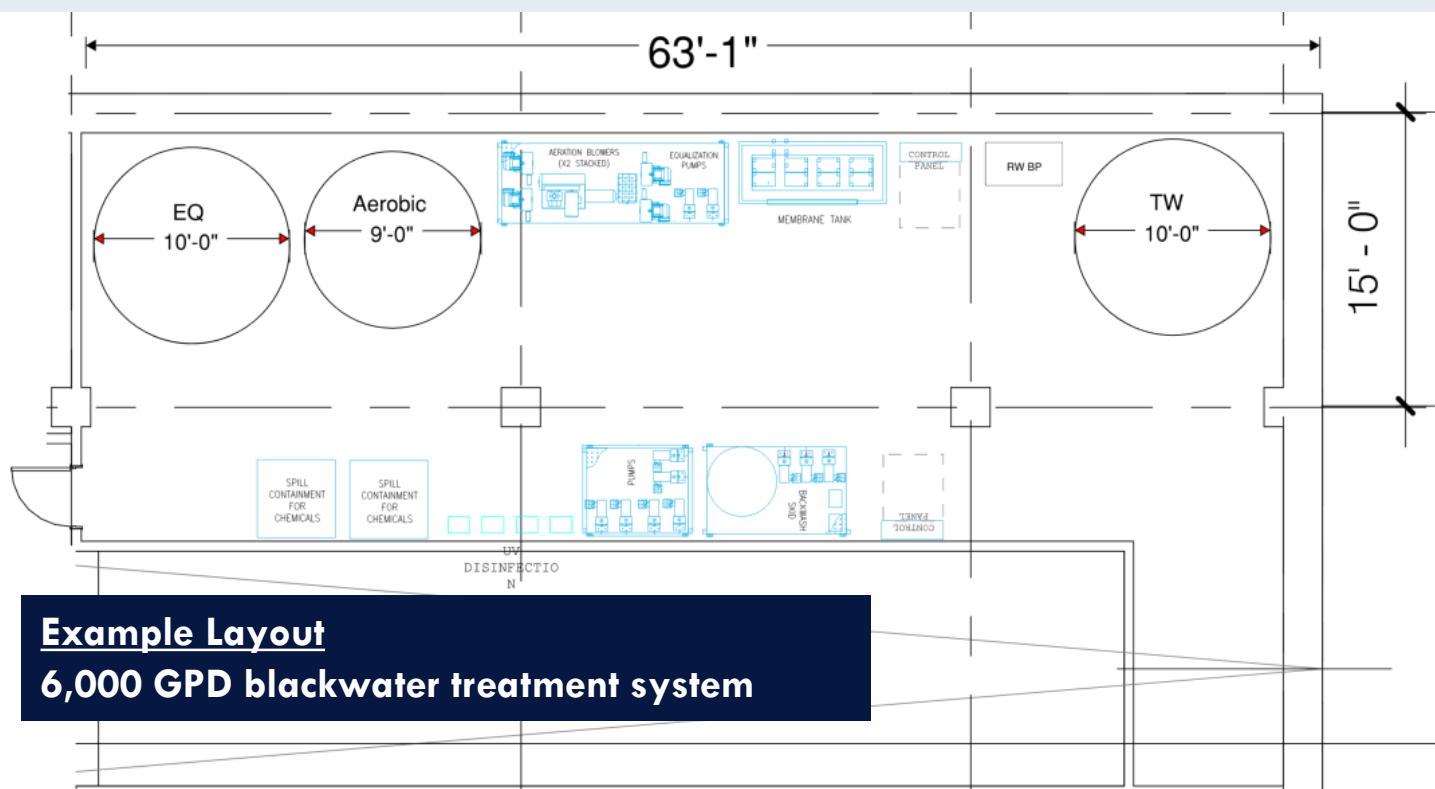 63'-1"
AERATION BLOWERS
(X2 STACKED)
EQUALIZATION
PUMPS
MEMBRANE TANK
CONTROL
PANEL
RW BP
EQ
10'-0"
Aerobic
9'-0"
TW
10'-0"
15' - 0"
SPILL
CONTAINMENT
FOR
CHEMICALS
SPILL
CONTAINMENT
FOR
CHEMICALS
UV
DISINFECTIO
N
PUMPS
BACKWASH
SKID
CONTROL
PANEL
Example Layout
6,000 GPD blackwater treatment system